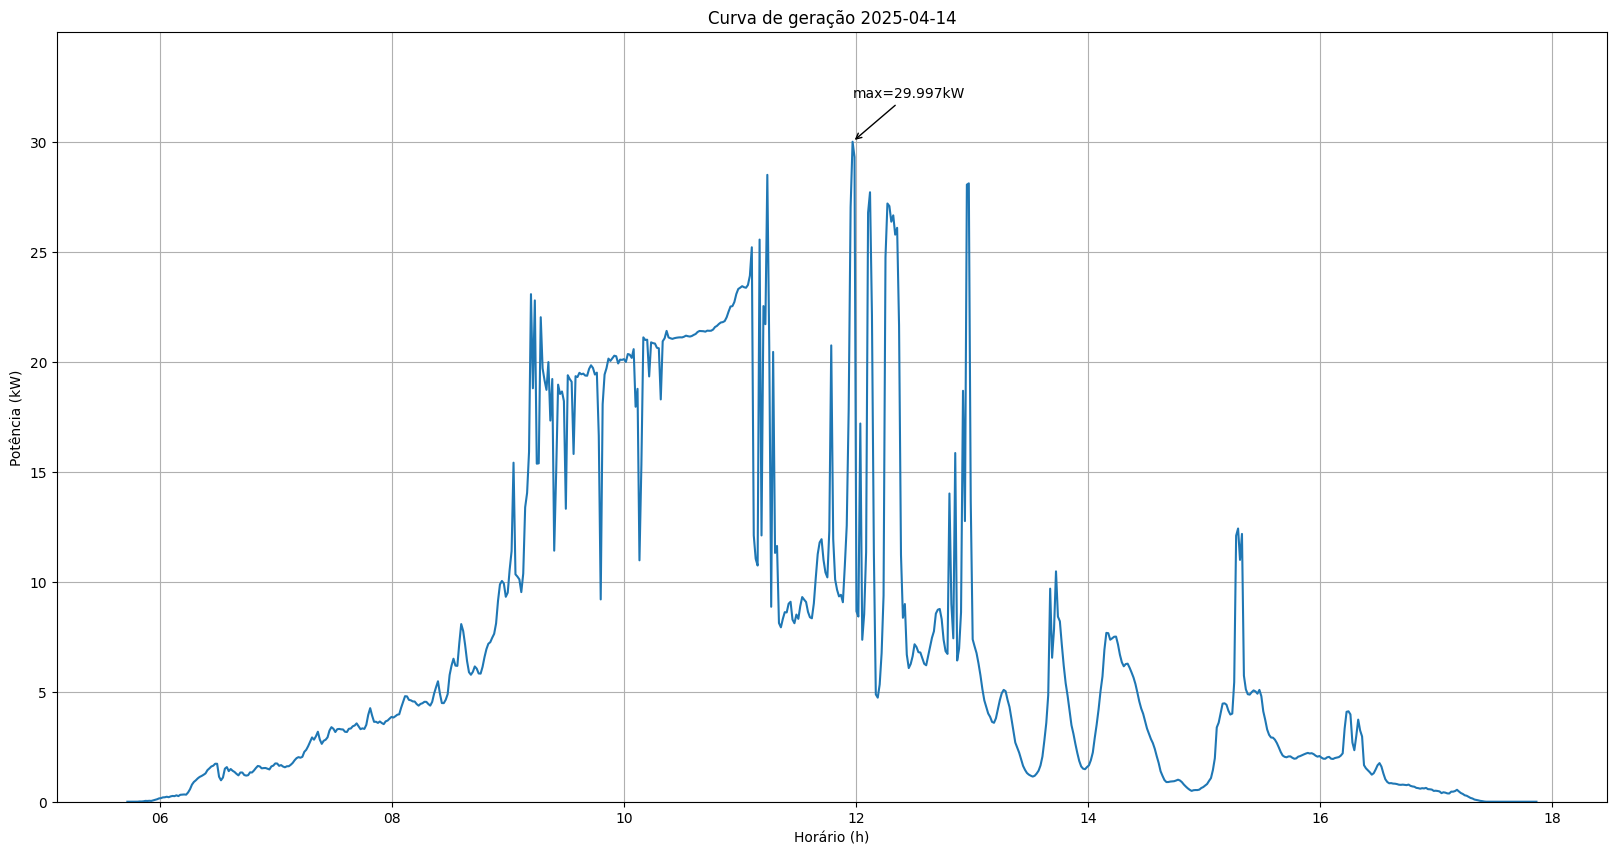 Curva de geração 2025-04-14
max=29.997kW
Potência (kW)
30
25
20
15
10
5
0
06 08 10 12 14 16 18
Horário (h)